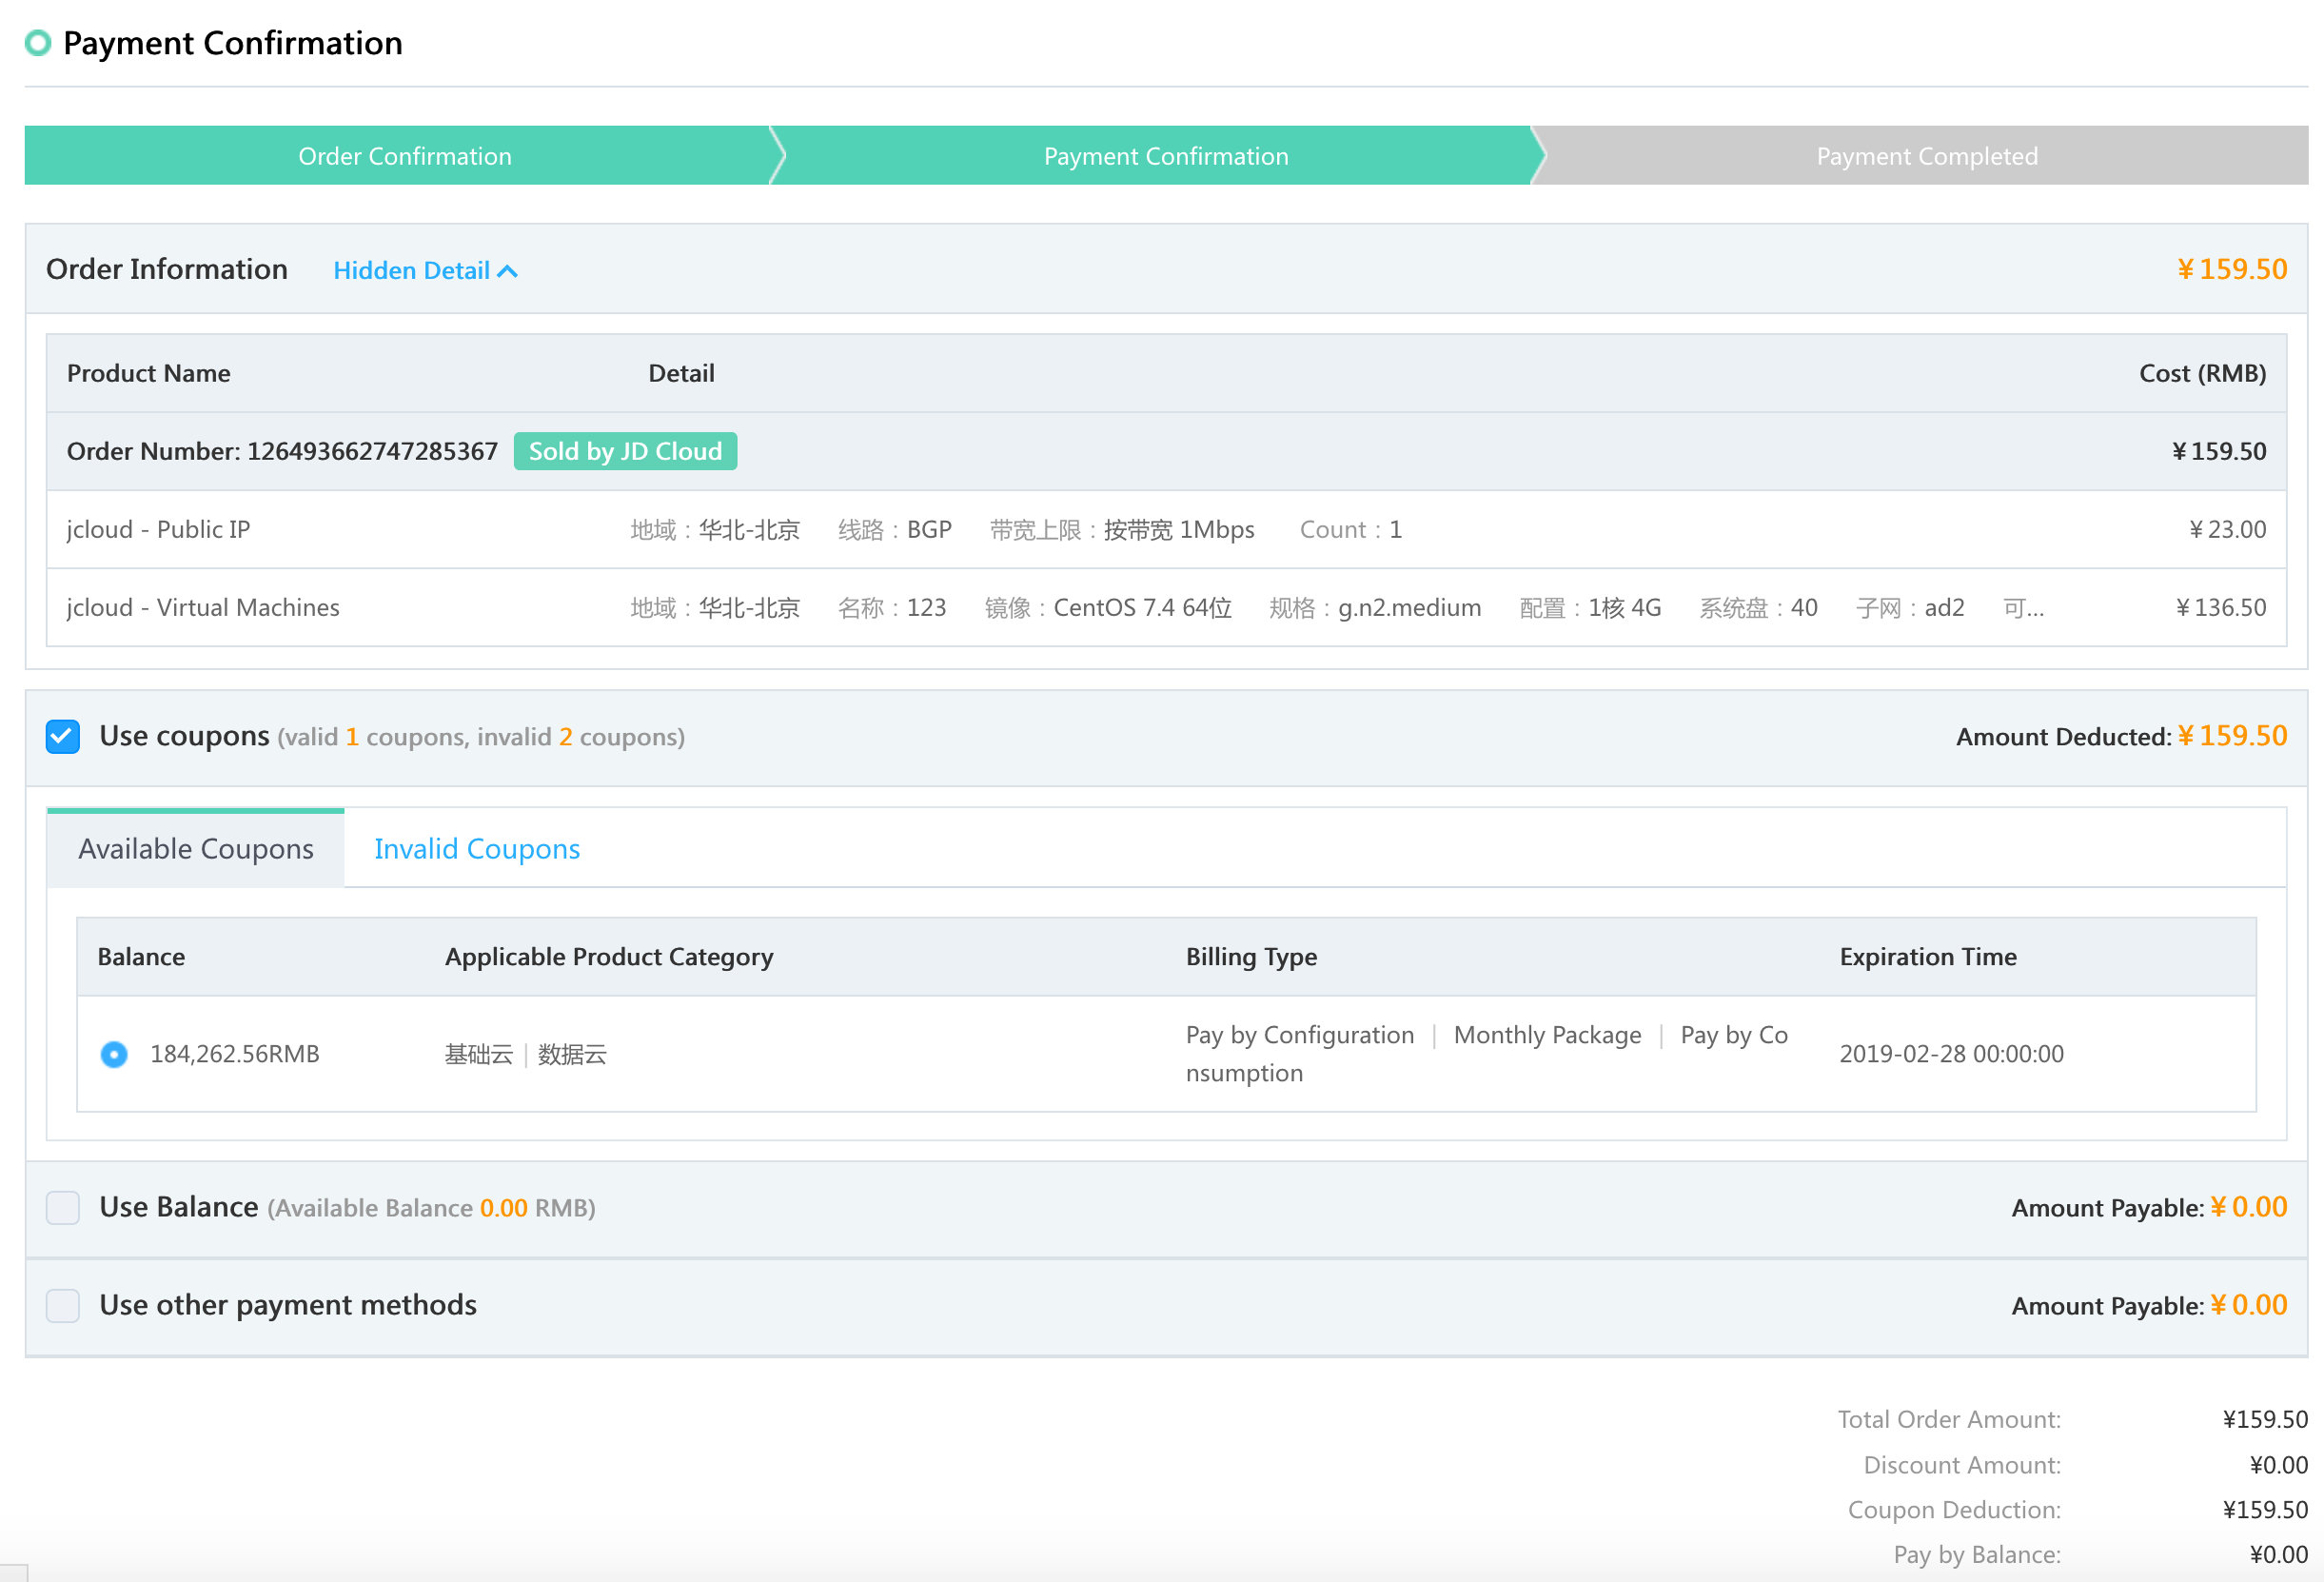 Payment Confirmation
Order Confirmation Payment Confirmation Payment Completed
Order Information Hidden Detail ¥ 159.50
Product Name Detail Cost (RMB)
Order Number: 126493662747285367 Sold by JD Cloud ¥ 159.50
jcloud - Public IP 地域：华北-北京 线路：BGP 带宽上限：按带宽 1Mbps Count：1 ¥ 23.00
jcloud - Virtual Machines 地域：华北-北京 名称：123 镜像：CentOS 7.4 64位 规格：g.n2.medium 配置：1核 4G 系统盘：40 子网：ad2 可... ¥ 136.50
Use coupons (valid 1 coupons, invalid 2 coupons) Amount Deducted: ¥ 159.50
Available Coupons Invalid Coupons
Balance Applicable Product Category Billing Type Expiration Time
184,262.56RMB 基础云 | 数据云 Pay by Configuration | Monthly Package | Pay by Co
nsumption 2019-02-28 00:00:00
Use Balance (Available Balance 0.00 RMB) Amount Payable: ¥ 0.00
Use other payment methods Amount Payable: ¥ 0.00
Total Order Amount: ¥159.50
Discount Amount: ¥0.00
Coupon Deduction: ¥159.50
Pay by Balance: ¥0.00